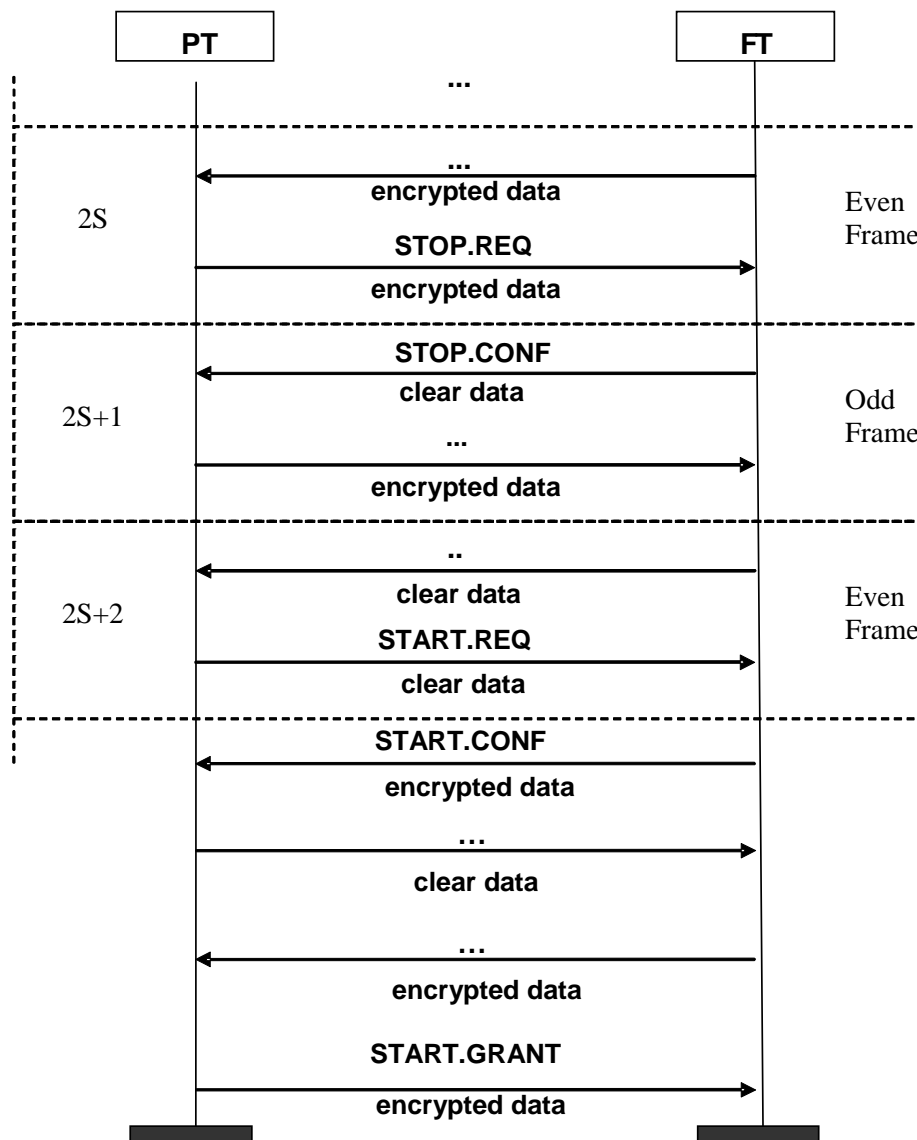 PT
FT
...
...
encrypted data
2S
Even
Frame
STOP.REQ
encrypted data
STOP.CONF
clear data
2S+1
Odd
Frame
...
encrypted data
..
clear data
2S+2
Even
Frame
START.REQ
clear data
START.CONF
encrypted data
...
clear data
...
encrypted data
START.GRANT
encrypted data